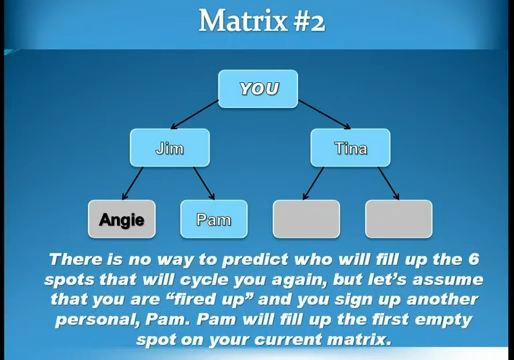 Matrix #2
YOU
Jim
Tina
Angie
Pam
There is no way to predict who will fill up the 6
spots that will cycle you again, but let's assume
that you are “fired up” and you sign up another
personal, Pam. Pam will fill up the first empty
spot on your current matrix.